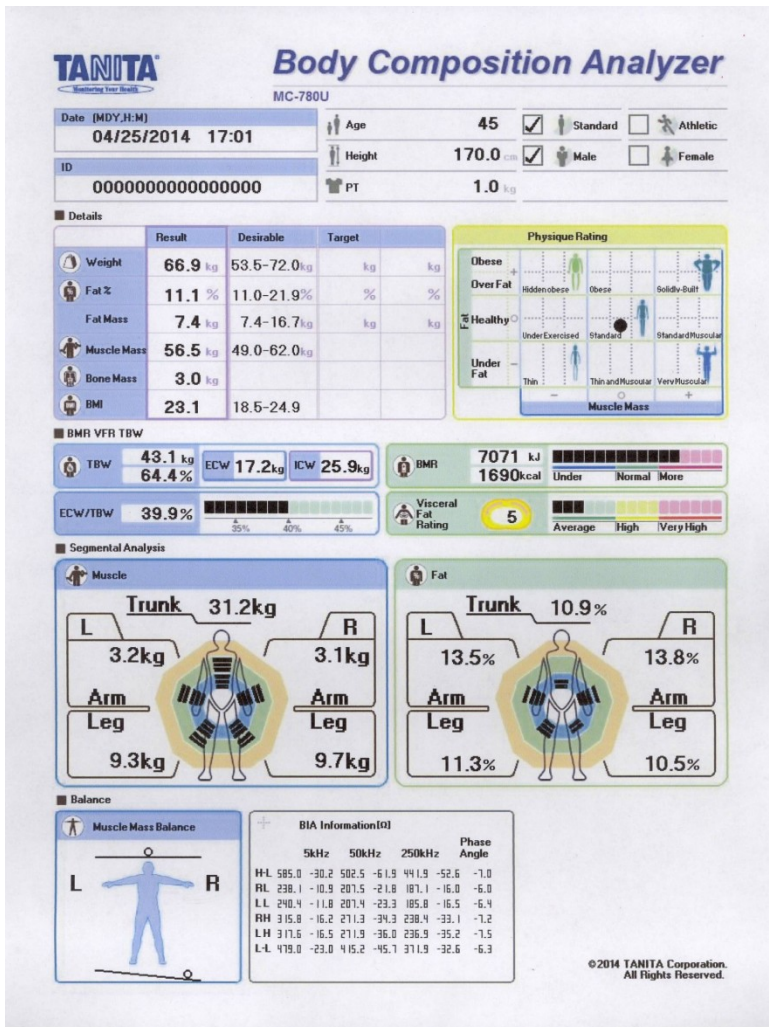 TANITA
Monitoring Your Health
Body Composition Analyzer
MC-780U
Date (MDY,H:M)
04/25/2014 17:01
ID
0000000000000000
Age 45 Standard Athletic
Height 170.0 cm Male Female
PT 1.0 kg
Details
Result Desirable Target
Weight 66.9 kg 53.5-72.0kg kg kg
Fat% 11.1 % 11.0-21.9% % %
Fat Mass 7.4 kg 7.4-16.7kg kg kg
Muscle Mass 56.5 kg 49.0-62.0kg
Bone Mass 3.0 kg
BMI 23.1 18.5-24.9
Physique Rating
Fat
Obese
+
Over Fat
Hidden obese Obese Solidly-Built
Healthy O
Under Exercised Standard Standard Muscular
Under Fat -
Thin Thin and Muscular Very Muscular
- O +
Muscle Mass
BMR VFR TBW
TBW 43.1 kg 64.4% ECW 17.2kg ICW 25.9kg
ECW/TBW 39.9%
35% 40% 45%
BMR 7071 kJ 1690kcal
Under Normal More
Visceral Fat Rating 5
Average High Very High
Segmental Analysis
Muscle
Trunk 31.2kg
L R
3.2kg 3.1kg
Arm Arm
Leg Leg
9.3kg 9.7kg
Fat
Trunk 10.9%
L R
13.5% 13.8%
Arm Arm
Leg Leg
11.3% 10.5%
Balance
Muscle Mass Balance
L R
BIA Information[Ω]
5kHz 50kHz 250kHz Phase Angle
H-L 585.0 -30.2 502.5 -61.9 441.9 -52.6 -7.0
RL 238.1 -10.9 207.5 -21.8 187.1 -16.0 -6.0
LL 240.4 -11.8 207.4 -23.3 185.8 -16.5 -6.4
RH 315.8 -16.2 271.3 -34.3 238.4 -33.1 -7.2
LH 317.6 -16.5 271.9 -36.0 236.9 -35.2 -7.5
L-L 479.0 -23.0 415.2 -45.7 371.9 -32.6 -6.3
©2014 TANITA Corporation.
All Rights Reserved.